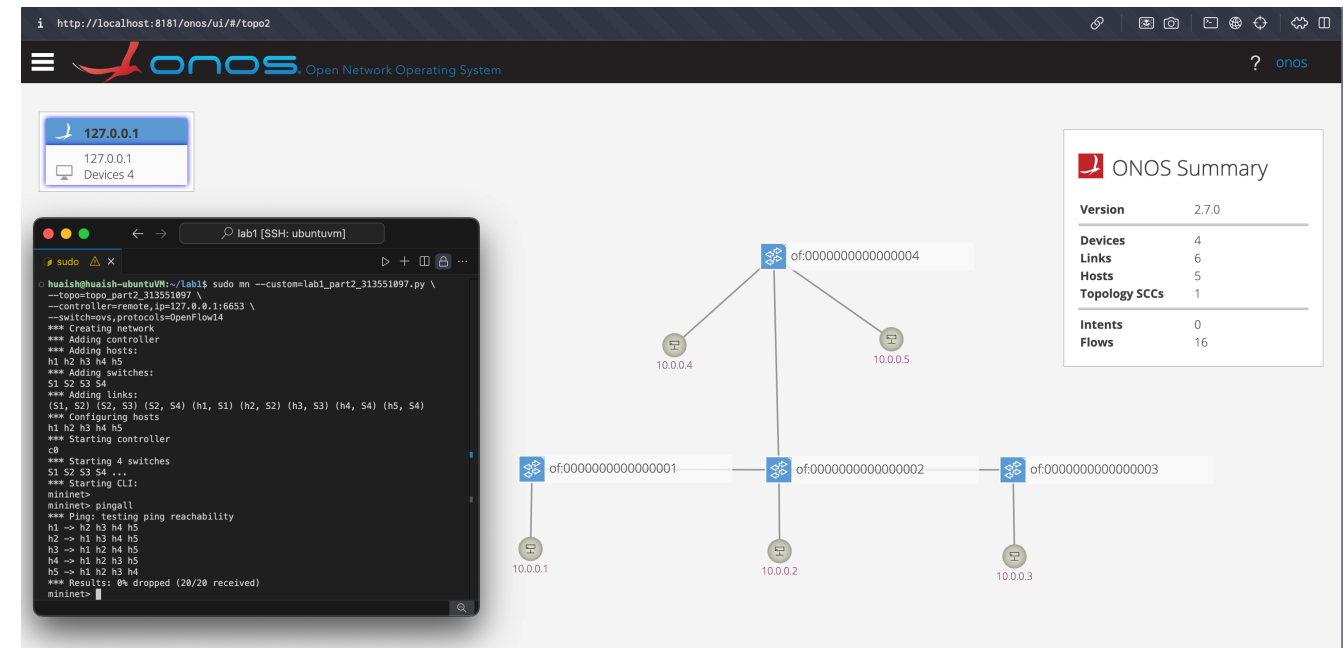 i http://localhost:8181/onos/ui/#/topo2
onos. Open Network Operating System
? onos
127.0.0.1
127.0.0.1
Devices 4
ONOS Summary
Version 2.7.0
Devices 4
Links 6
Hosts 5
Topology SCCs 1
Intents 0
Flows 16
lab1 [SSH: ubuntuvm]
sudo
huaish@huaish-ubuntuVM:~/lab1$ sudo mn --custom=lab1_part2_313551097.py \
--topo=topo_part2_313551097 \
--controller=remote,ip=127.0.0.1:6653 \
--switch=ovs,protocols=OpenFlow14
*** Creating network
*** Adding controller
*** Adding hosts:
h1 h2 h3 h4 h5
*** Adding switches:
S1 S2 S3 S4
*** Adding links:
(S1, S2) (S2, S3) (S2, S4) (h1, S1) (h2, S2) (h3, S3) (h4, S4) (h5, S4)
*** Configuring hosts
h1 h2 h3 h4 h5
*** Starting controller
c0
*** Starting 4 switches
S1 S2 S3 S4 ...
*** Starting CLI:
mininet>
mininet> pingall
*** Ping: testing ping reachability
h1 -> h2 h3 h4 h5
h2 -> h1 h3 h4 h5
h3 -> h1 h2 h4 h5
h4 -> h1 h2 h3 h5
h5 -> h1 h2 h3 h4
*** Results: 0% dropped (20/20 received)
mininet>
of:0000000000000004
10.0.0.4
10.0.0.5
of:0000000000000001
of:0000000000000002
of:0000000000000003
10.0.0.1
10.0.0.2
10.0.0.3